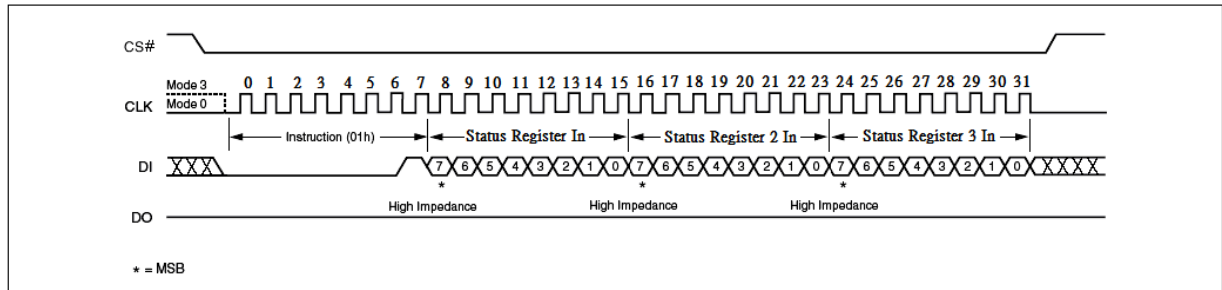 CS#
Mode 3 0 1 2 3 4 5 6 7 8 9 10 11 12 13 14 15 16 17 18 19 20 21 22 23 24 25 26 27 28 29 30 31
CLK Mode 0
Instruction (01h) Status Register In Status Register 2 In Status Register 3 In
DI 7 6 5 4 3 2 1 0 7 6 5 4 3 2 1 0 7 6 5 4 3 2 1 0
* * *
High Impedance High Impedance High Impedance
DO
* = MSB